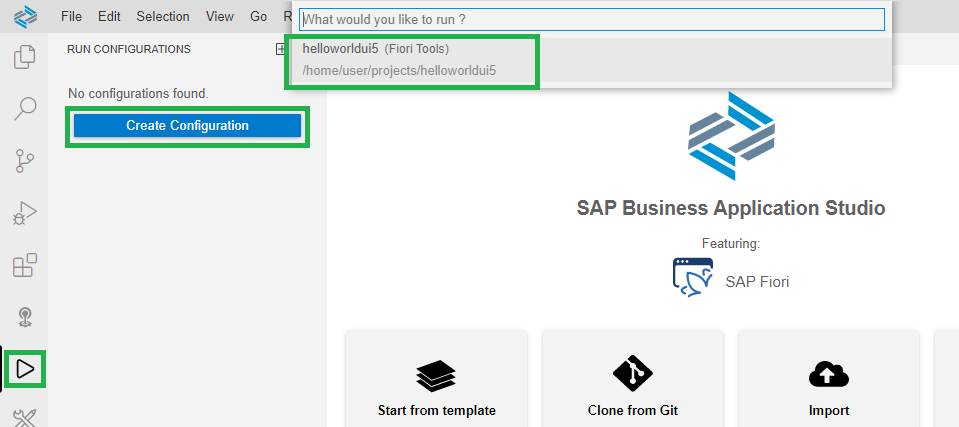 File Edit Selection View Go R
What would you like to run ?
helloworldui5 (Fiori Tools)
/home/user/projects/helloworldui5
RUN CONFIGURATIONS
No configurations found.
Create Configuration
SAP Business Application Studio
Featuring:
SAP Fiori
Start from template
Clone from Git
Import